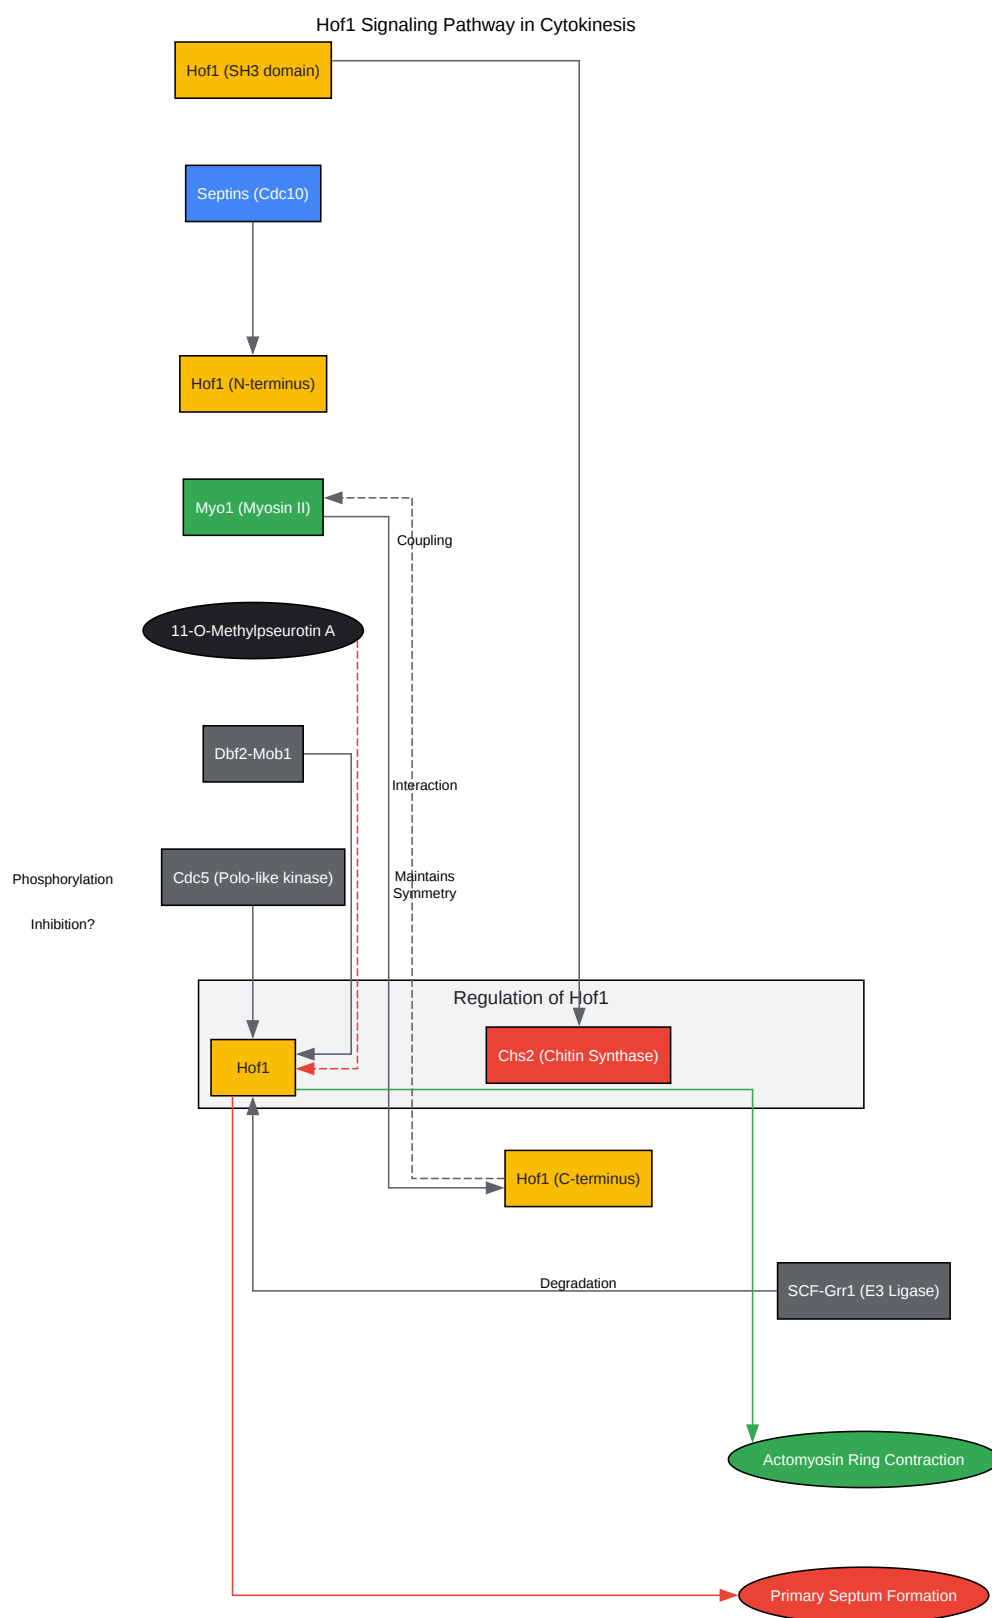 Hof1 Signaling Pathway in Cytokinesis
Hof1 (SH3 domain)
Septins (Cdc10)
Hof1 (N-terminus)
Myo1 (Myosin II)
Coupling
11-O-Methylpseurotin A
Dbf2-Mob1
Interaction
Cdc5 (Polo-like kinase)
Phosphorylation
Maintains
Symmetry
Inhibition?
Regulation of Hof1
Chs2 (Chitin Synthase)
Hof1
Hof1 (C-terminus)
Degradation
SCF-Grr1 (E3 Ligase)
Actomyosin Ring Contraction
Primary Septum Formation